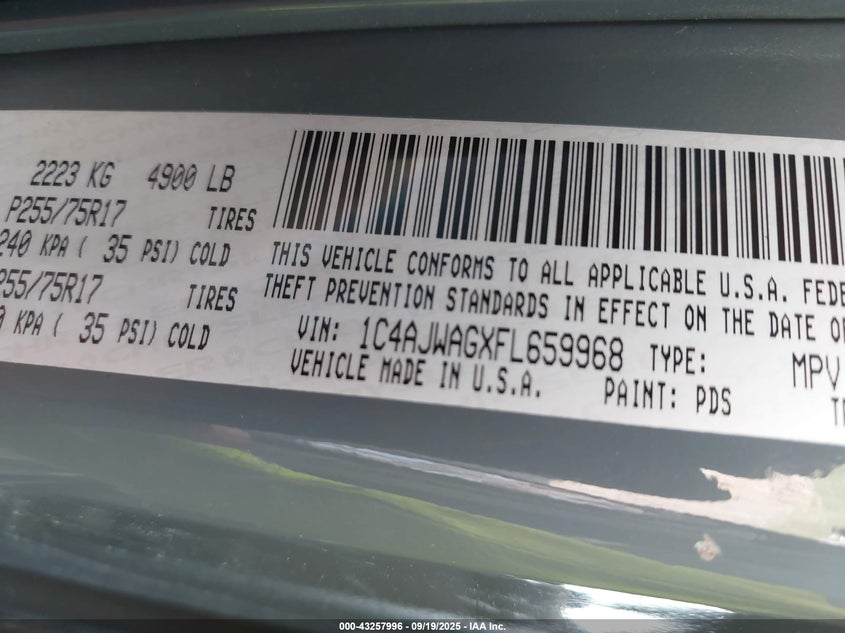 2223 KG 4900 LB
P255/75R17 TIRES
240 KPA ( 35 PSI) COLD
255/75R17 TIRES
0 KPA ( 35 PSI) COLD
THIS VEHICLE CONFORMS TO ALL APPLICABLE U.S.A. FEDE
THEFT PREVENTION STANDARDS IN EFFECT ON THE DATE O
VIN: 1C4AJWAGXFL659968 TYPE: MPV
VEHICLE MADE IN U.S.A. PAINT: PDS
000-43257996 - 09/19/2025 - IAA Inc.